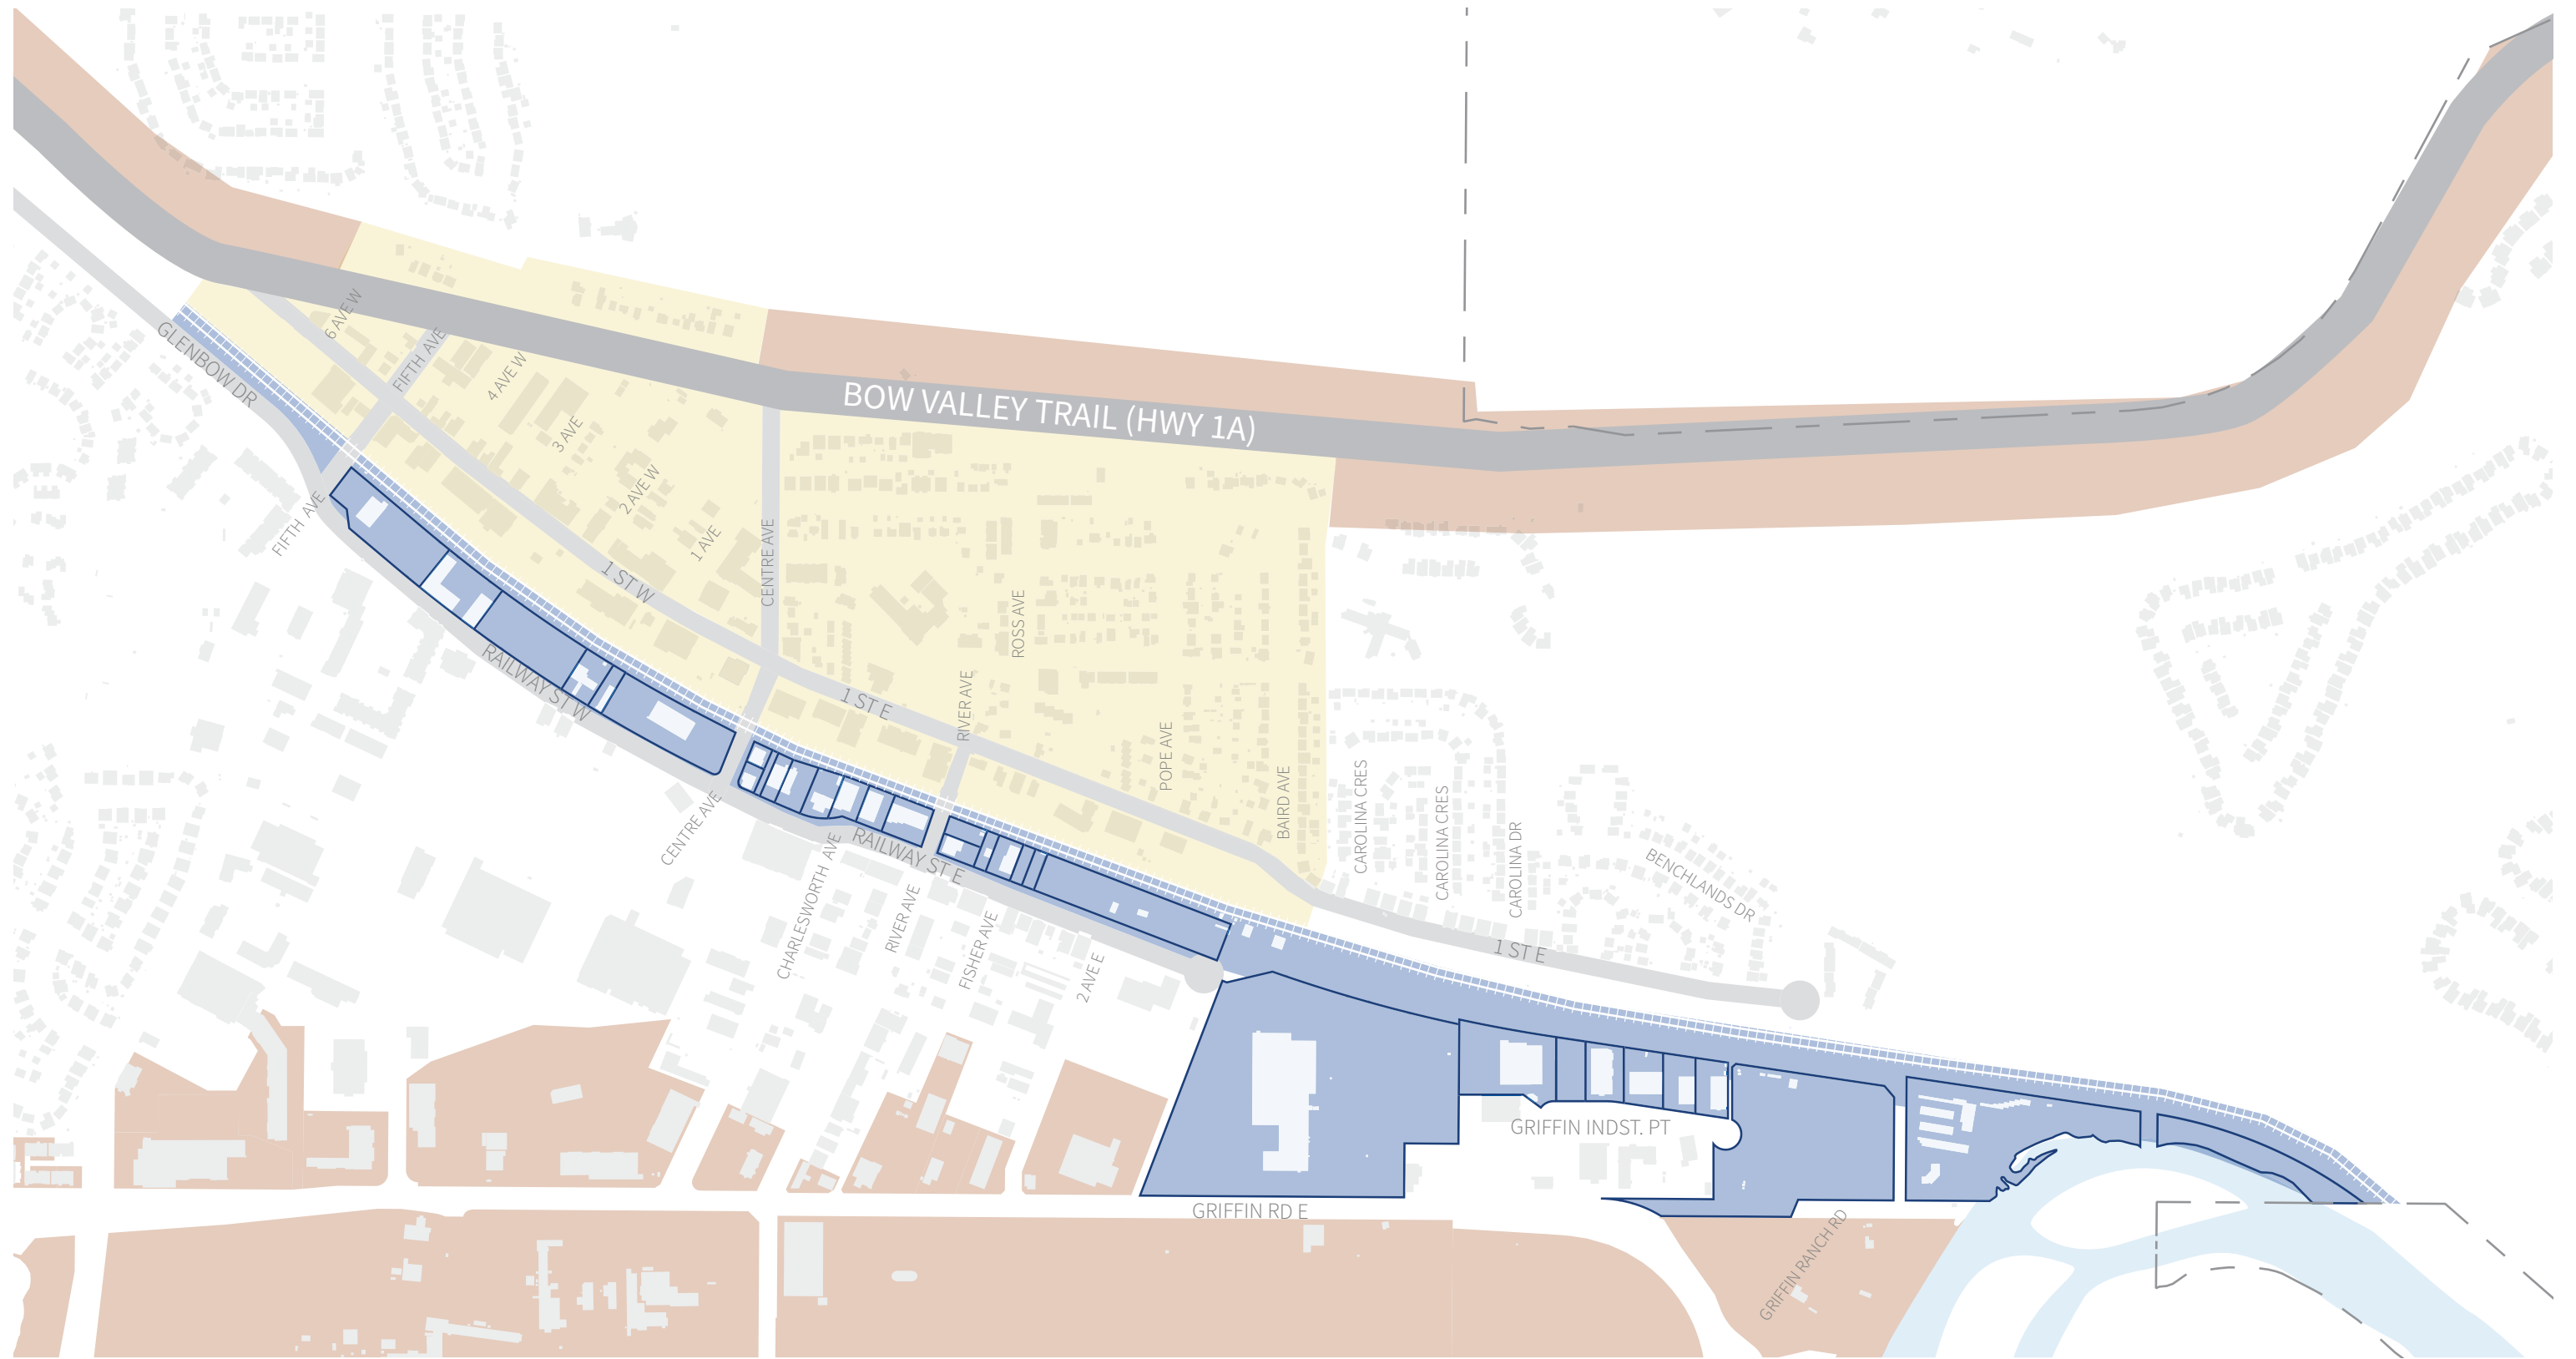 6 AVE W
GLENBOW DR
FIFTH AVE
4 AVE W
BOW VALLEY TRAIL (HWY 1A)
3 AVE
2 AVE W
FIFTH AVE
1 AVE
CENTRE AVE
1 ST W
ROSS AVE
RAILWAY ST W
1 ST E
RIVER AVE
POPE AVE
BAIRD AVE
CAROLINA CRES
CAROLINA CRES
CAROLINA DR
CENTRE AVE
RAILWAY ST E
BENCHLANDS DR
CHARLESWORTH AVE
RIVER AVE
FISHER AVE
2 AVE E
1 ST E
GRIFFIN INDST. PT
GRIFFIN RD E
GRIFFIN RANCH RD